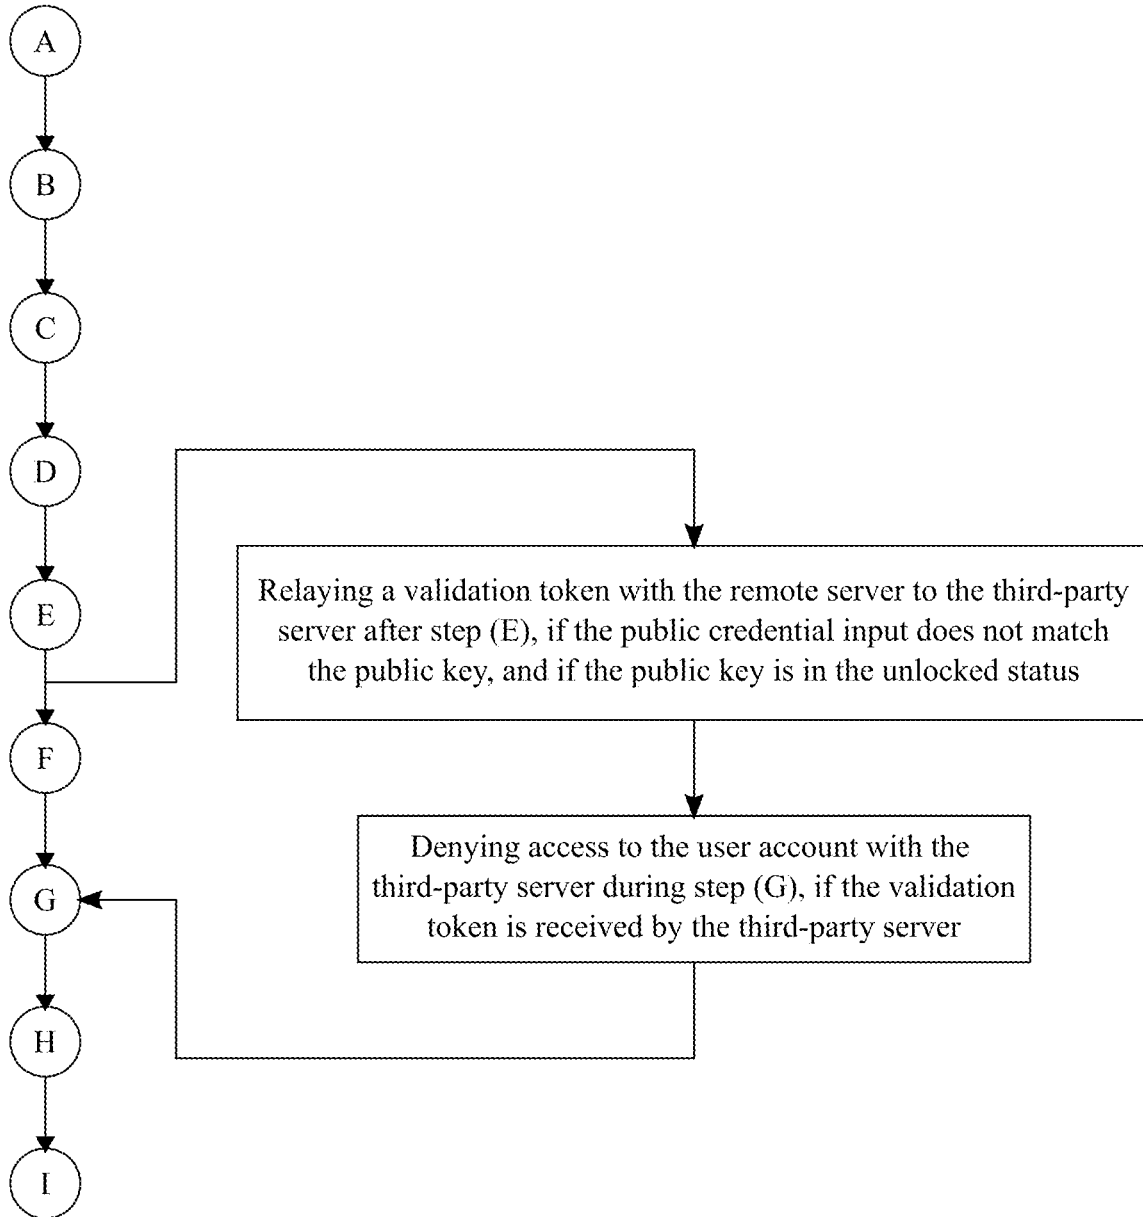 A
B
C
D
E
Relaying a validation token with the remote server to the third-party
server after step (E), if the public credential input does not match
the public key, and if the public key is in the unlocked status
F
Denying access to the user account with the
third-party server during step (G), if the validation
token is received by the third-party server
G
H
I